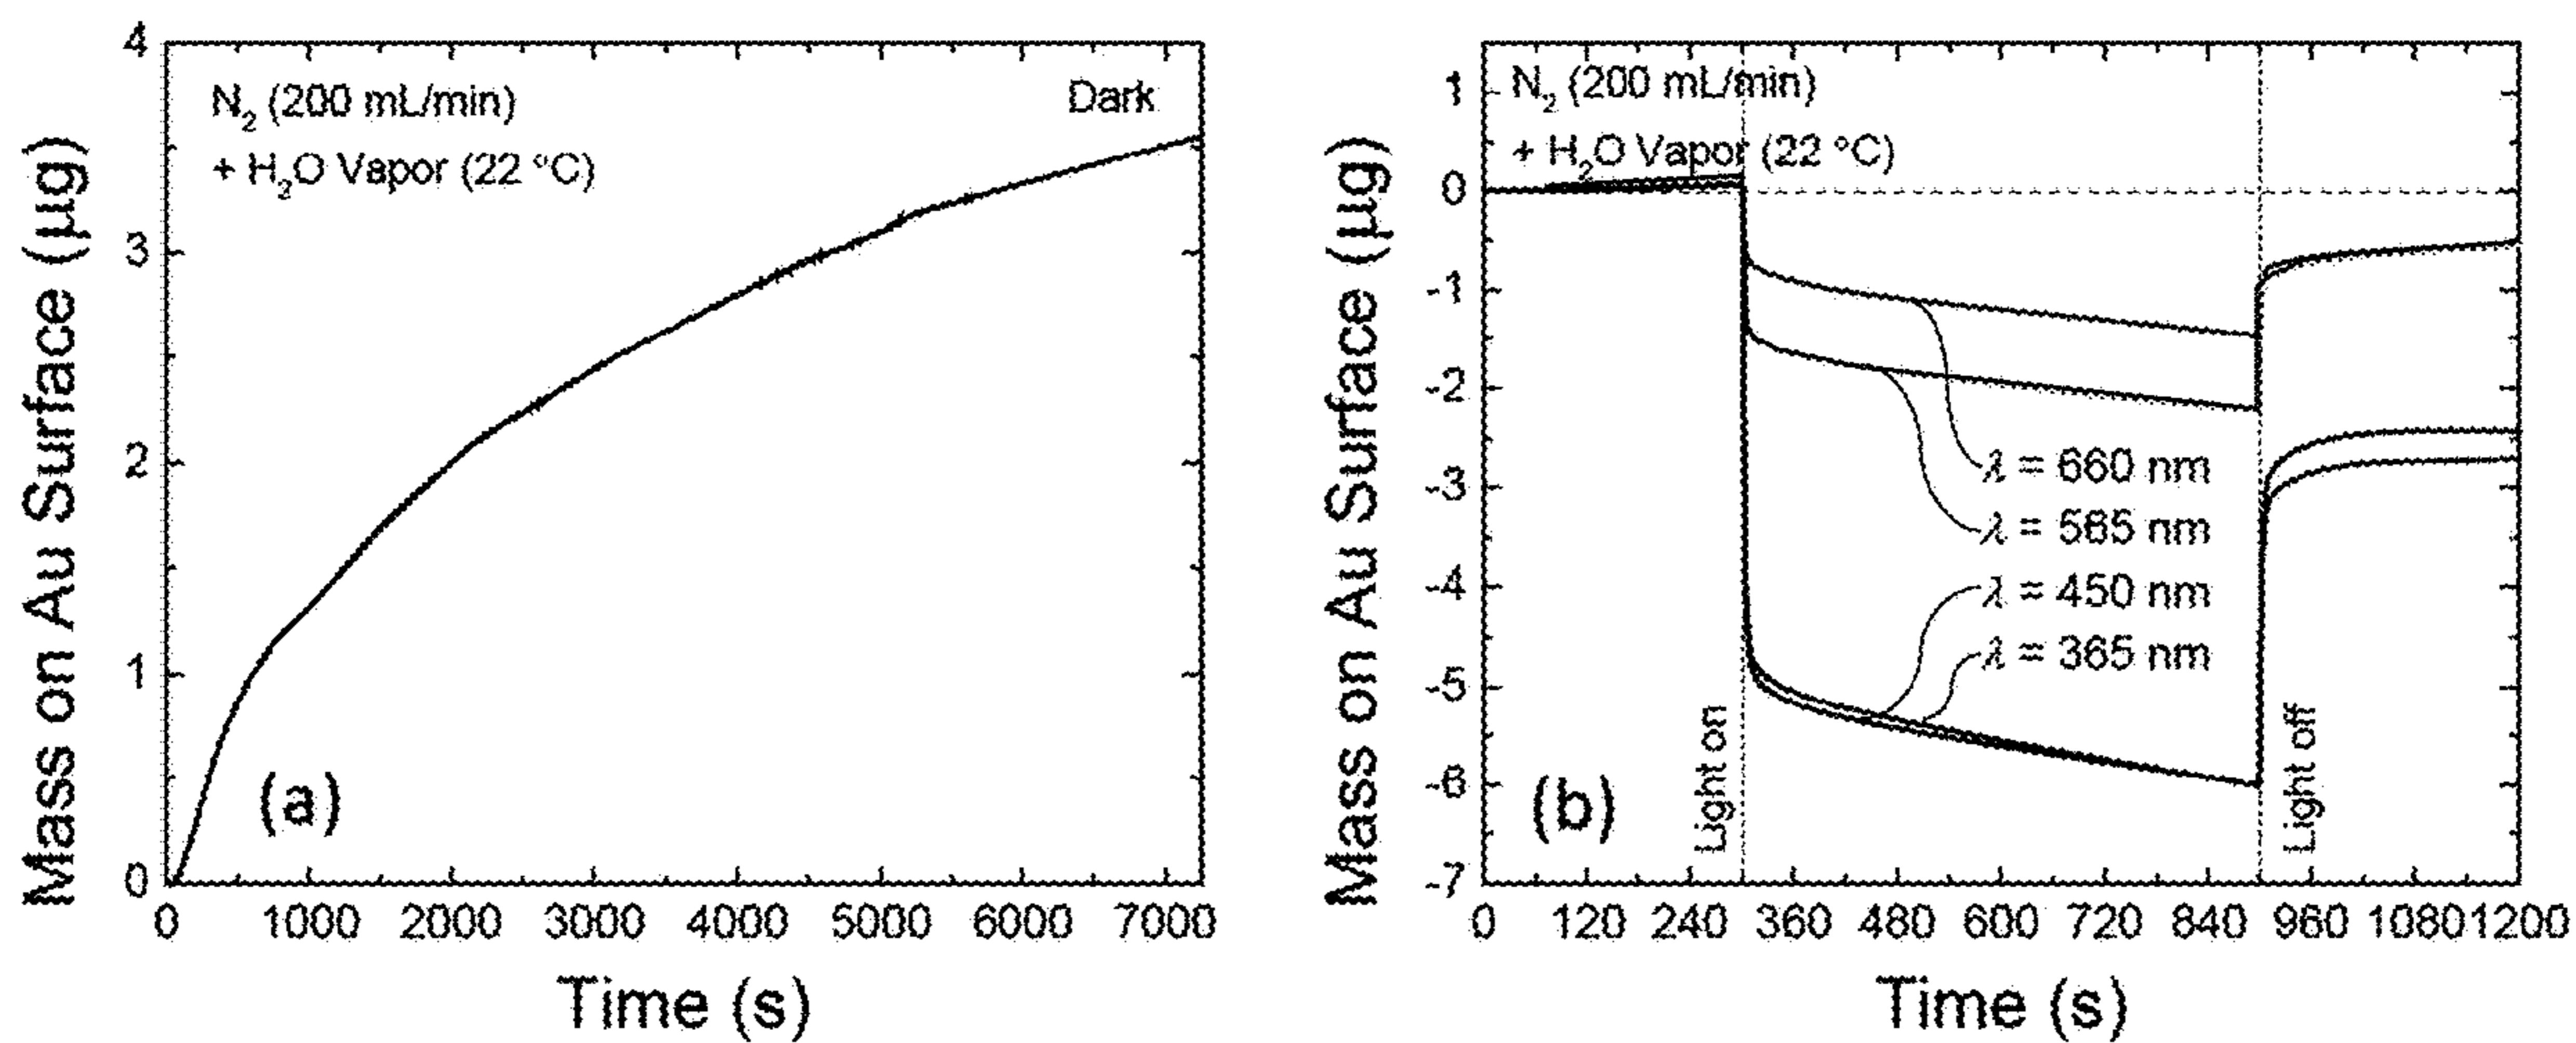 Mass on Au Surface (µg)
4
3
2
1
0
N₂ (200 mL/min)
+ H₂O Vapor (22 °C)
Dark
(a)
0 1000 2000 3000 4000 5000 6000 7000
Time (s)
Mass on Au Surface (µg)
1
0
-1
-2
-3
-4
-5
-6
-7
N₂ (200 mL/min)
+ H₂O Vapor (22 °C)
λ = 660 nm
λ = 585 nm
λ = 450 nm
λ = 365 nm
Light on
Light off
(b)
0 120 240 360 480 600 720 840 960 1080 1200
Time (s)